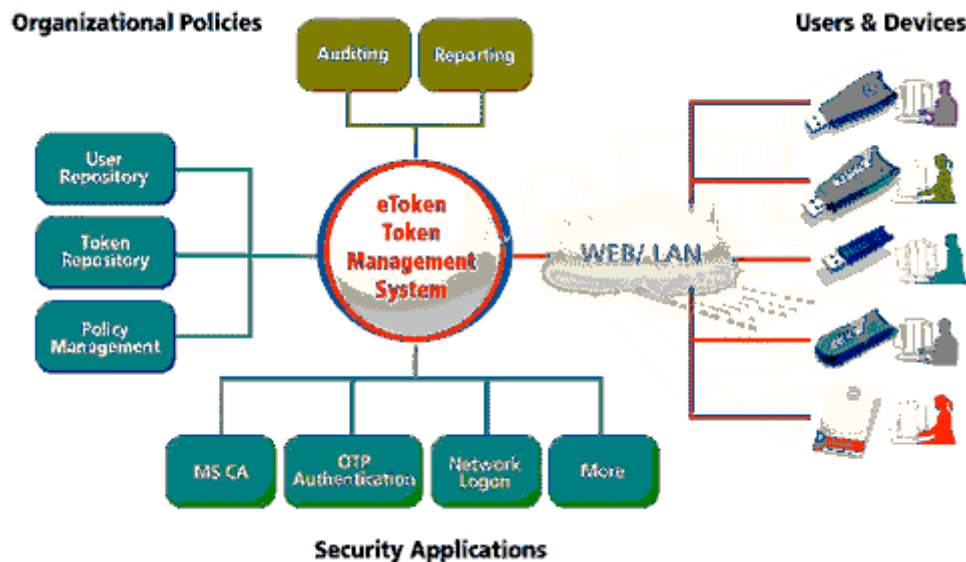 Organizational Policies
Users & Devices
Auditing
Reporting
User
Repository
Token
Repository
Policy
Management
eToken
Token
Management
System
WEB/ LAN
MS CA
OTP
Authentication
Network
Logon
More
Security Applications